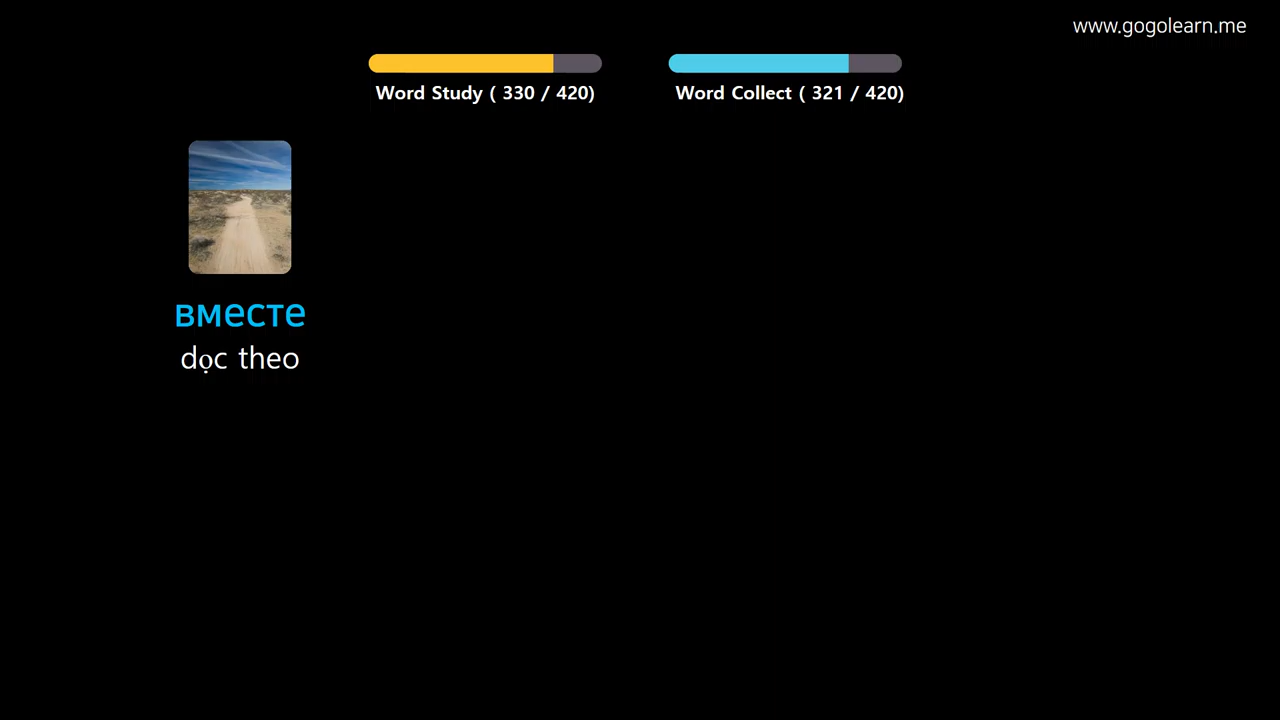 www.gogolearn.me
Word Study ( 330 / 420)
Word Collect ( 321 / 420)
вместе
dọc theo